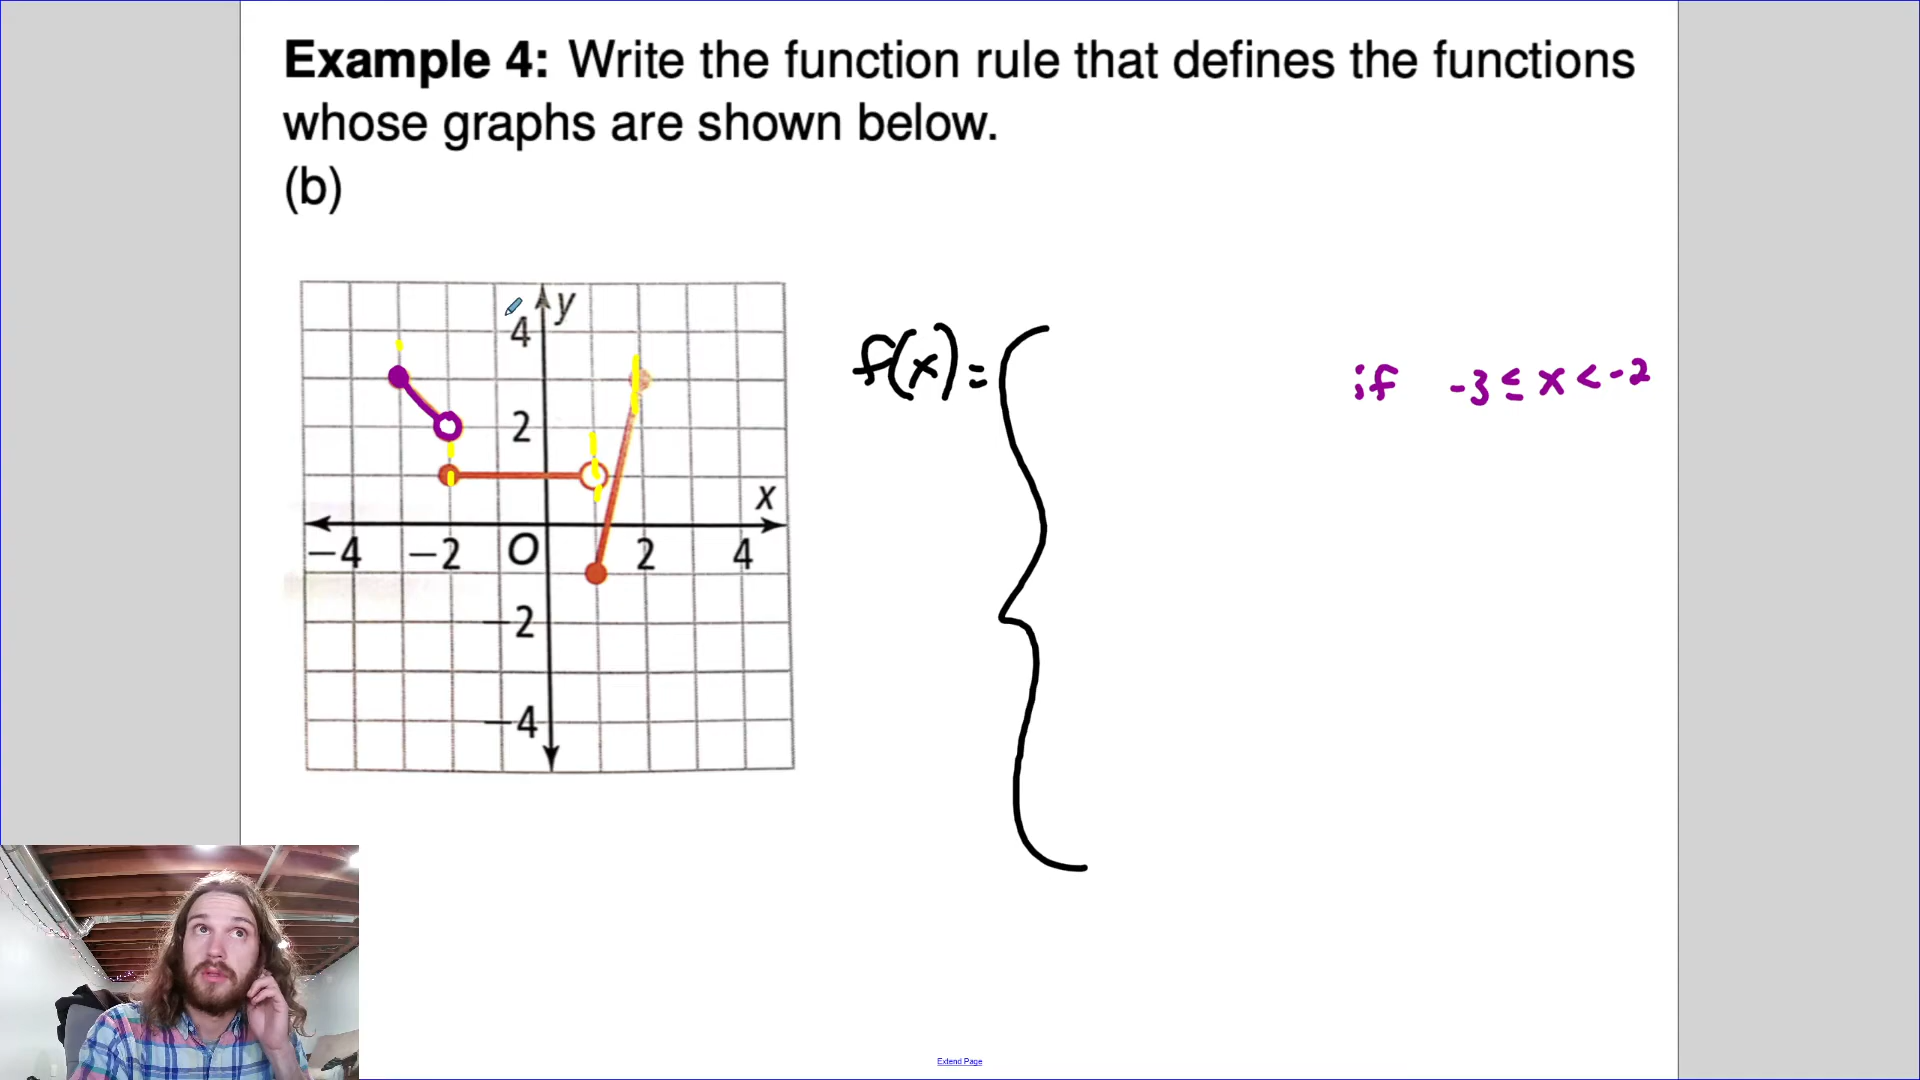 Example 4: Write the function rule that defines the functions
whose graphs are shown below.
(b)
y
4
2
x
−4 −2 O 2 4
−2
−4
f(x)= {
if -3 ≤ x < -2
Extend Page